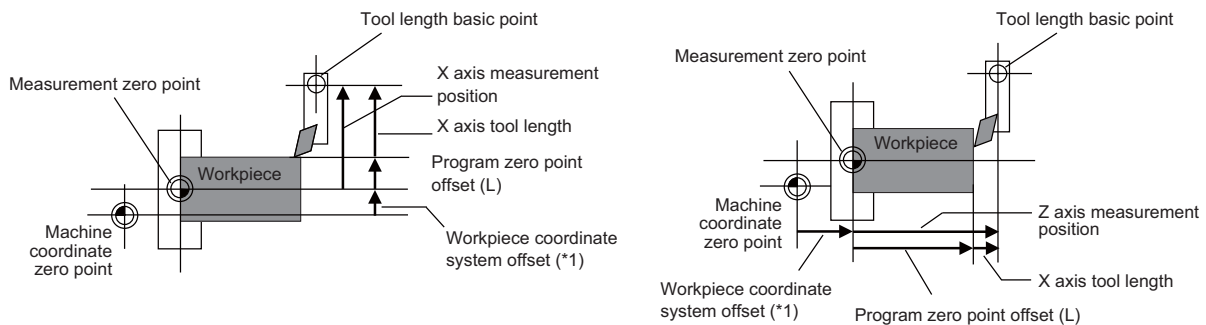 Tool length basic point
Measurement zero point
X axis measurement
position
X axis tool length
Workpiece
Program zero point
offset (L)
Machine
coordinate
zero point
Workpiece coordinate
system offset (*1)
Tool length basic point
Measurement zero point
Workpiece
Machine
coordinate
zero point
Z axis measurement
position
Workpiece coordinate
system offset (*1)
X axis tool length
Program zero point offset (L)